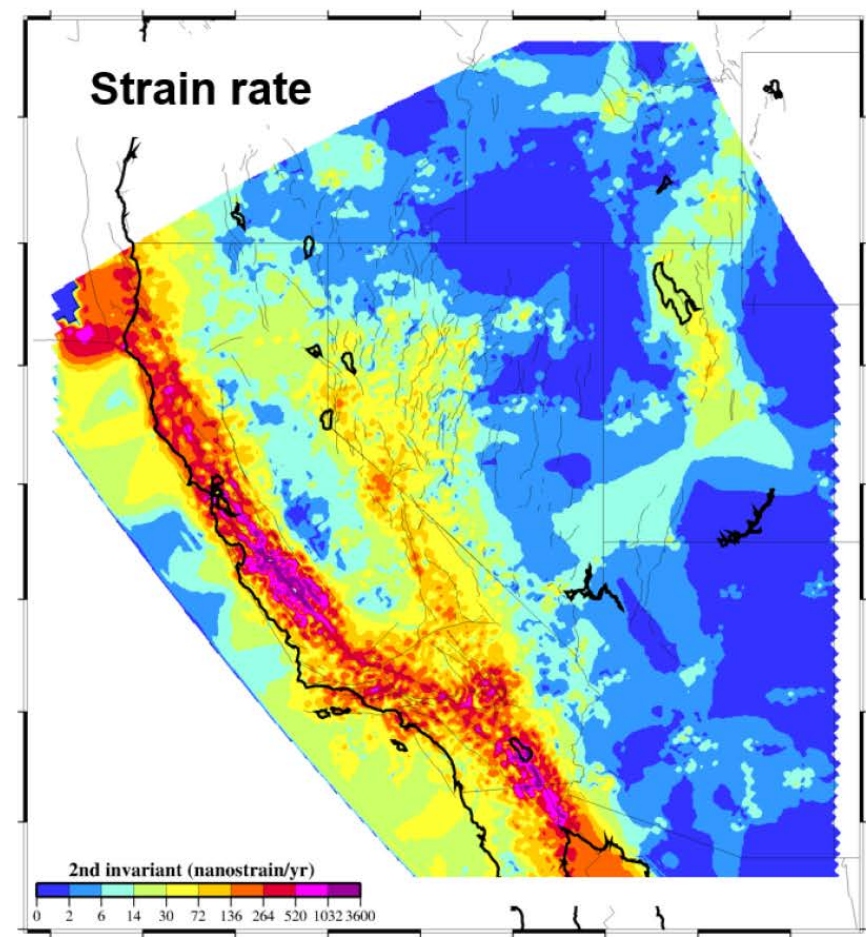 Strain rate
2nd invariant (nanostrain/yr)
0 2 6 14 30 72 136 264 520 1032 3600